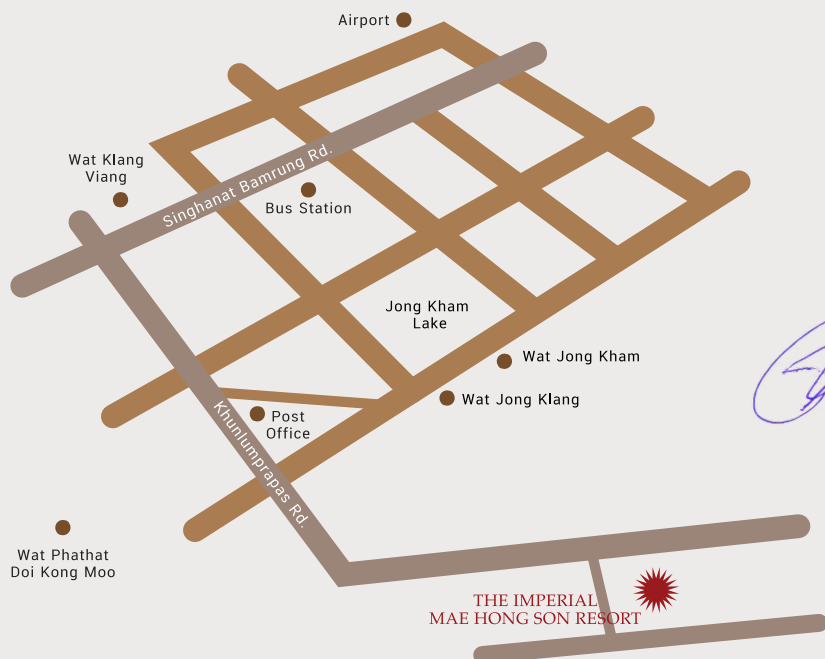 Airport
Wat Klang
Viang
Singhanat Bamrung Rd.
Bus Station
Jong Kham
Lake
Wat Jong Kham
Wat Jong Klang
Post
Office
Khunlumprapas Rd.
Wat Phathat
Doi Kong Moo
THE IMPERIAL
MAE HONG SON RESORT